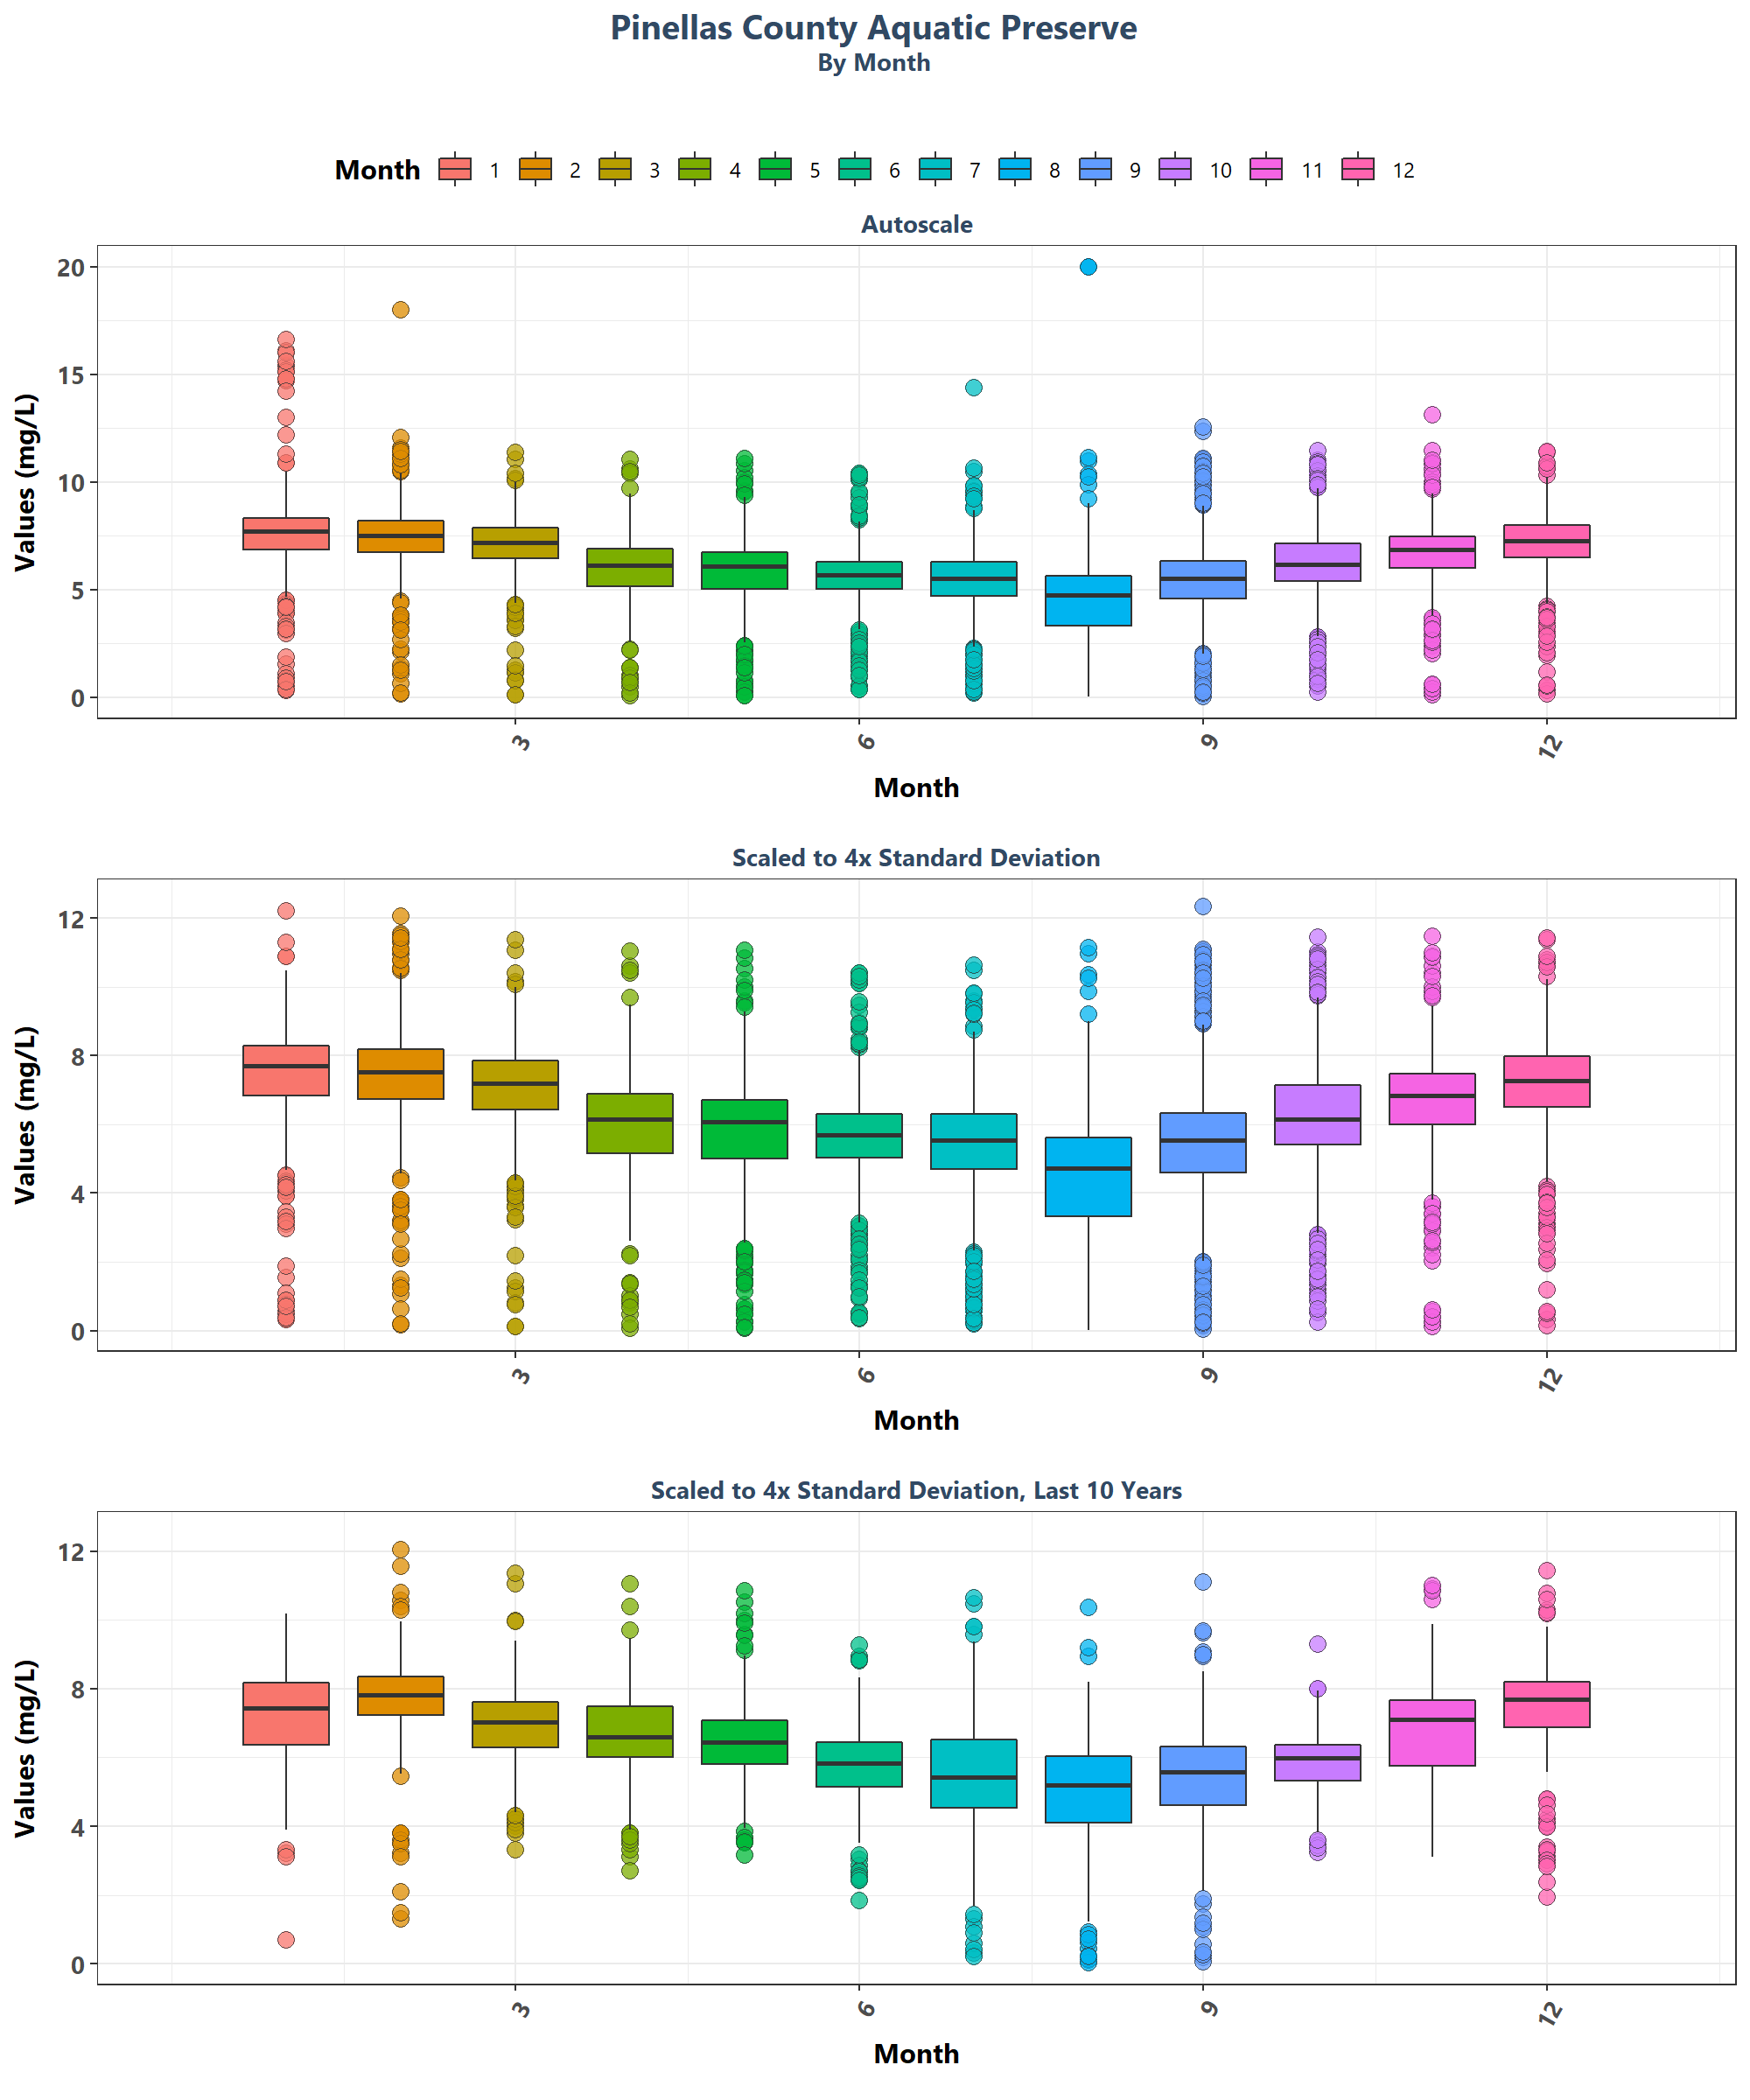 Pinellas County Aquatic Preserve
By Month
Month 1 2 3 4 5 6 7 8 9 10 11 12
Autoscale
Values (mg/L)
20
15
10
5
0
3 6 9 12
Month
Scaled to 4x Standard Deviation
Values (mg/L)
12
8
4
0
3 6 9 12
Month
Scaled to 4x Standard Deviation, Last 10 Years
Values (mg/L)
12
8
4
0
3 6 9 12
Month